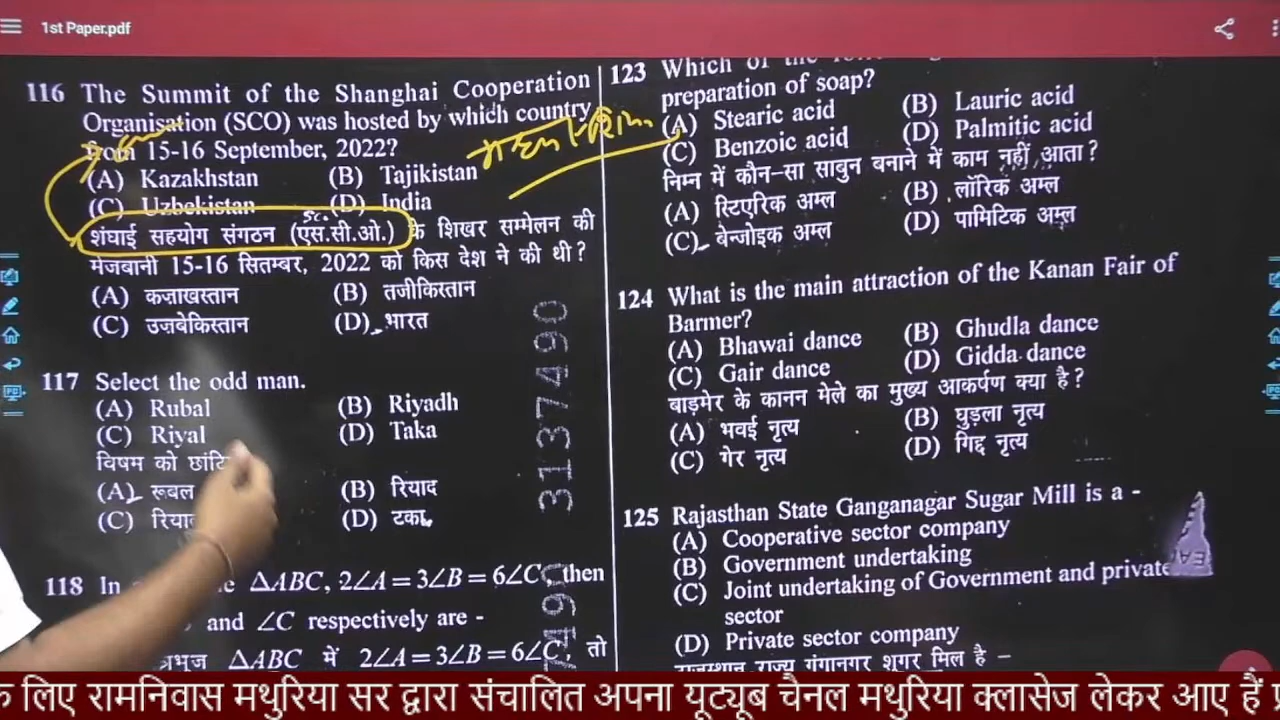 1st Paper.pdf
116 The Summit of the Shanghai Cooperation
Organisation (SCO) was hosted by which country
from 15-16 September, 2022?
(A) Kazakhstan (B) Tajikistan
(C) Uzbekistan (D) India
शंघाई सहयोग संगठन (एस.सी.ओ.) के शिखर सम्मेलन की
मेजबानी 15-16 सितम्बर, 2022 को किस देश ने की थी?
(A) कज़ाखस्तान (B) तजीकिस्तान
(C) उज़बेकिस्तान (D) भारत
117 Select the odd man.
(A) Rubal (B) Riyadh
(C) Riyal (D) Taka
विषम को
(A) रूबल (B) रियाद
(C) (D) टका
118 In ΔABC, 2∠A = 3∠B = 6∠C, then
and ∠C respectively are -
ΔABC में 2∠A = 3∠B = 6∠C, तो
3137490
123 Which of the
preparation of soap?
(A) Stearic acid (B) Lauric acid
(C) Benzoic acid (D) Palmitic acid
निम्न में कौन-सा साबुन बनाने में काम नहीं आता?
(A) स्टिएरिक अम्ल (B) लॉरिक अम्ल
(C) बेन्जोइक अम्ल (D) पामिटिक अम्ल
124 What is the main attraction of the Kanan Fair of
Barmer?
(A) Bhawai dance (B) Ghudla dance
(C) Gair dance (D) Gidda dance
बाड़मेर के कानन मेले का मुख्य आकर्षण क्या है?
(A) भवई नृत्य (B) घुड़ला नृत्य
(C) गेर नृत्य (D) गिद्द नृत्य
125 Rajasthan State Ganganagar Sugar Mill is a -
(A) Cooperative sector company
(B) Government undertaking
(C) Joint undertaking of Government and private
sector
(D) Private sector company
राजस्थान राज्य गंगानगर शुगर मिल है –
के लिए रामनिवास मथुरिया सर द्वारा संचालित अपना यूट्यूब चैनल मथुरिया क्लासेज लेकर आए हैं